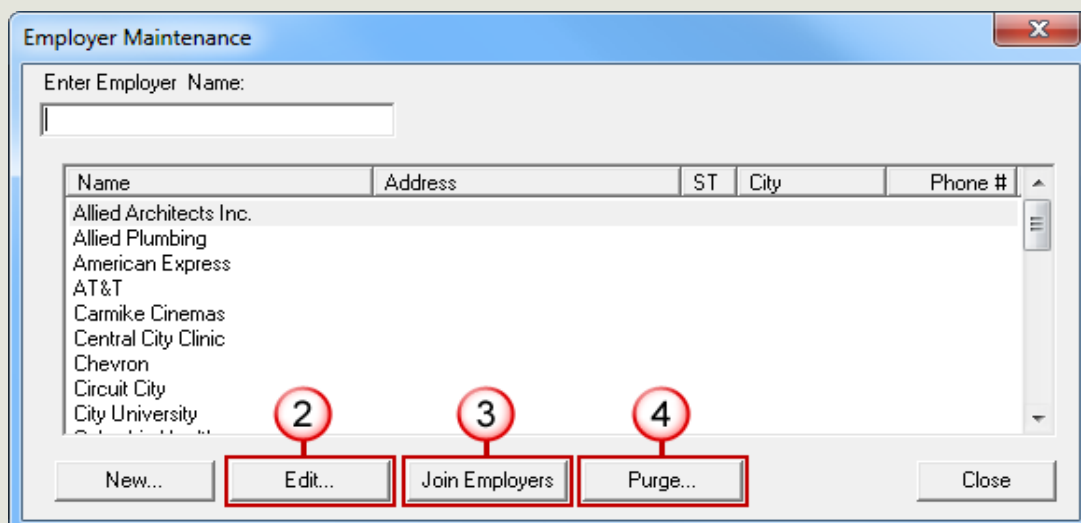 Employer Maintenance
Enter Employer Name:
Name Address ST City Phone #
Allied Architects Inc.
Allied Plumbing
American Express
AT&T
Carmike Cinemas
Central City Clinic
Chevron
Circuit City
City University
2 3 4
New... Edit... Join Employers Purge... Close